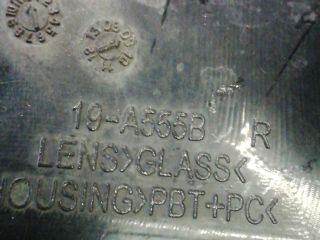 19-A565B R
LENS>GLASS<
HOUSING>PBT+PC<